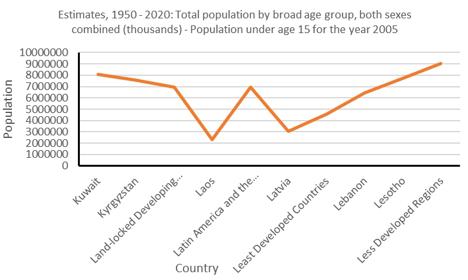 Estimates, 1950 - 2020: Total population by broad age group, both sexes
combined (thousands) - Population under age 15 for the year 2005
10000000
9000000
8000000
7000000
6000000
5000000
4000000
3000000
2000000
1000000
0
Population
Kuwait
Kyrgyzstan
Land-locked Developing...
Laos
Latin America and the...
Latvia
Least Developed Countries
Lebanon
Lesotho
Less Developed Regions
Country